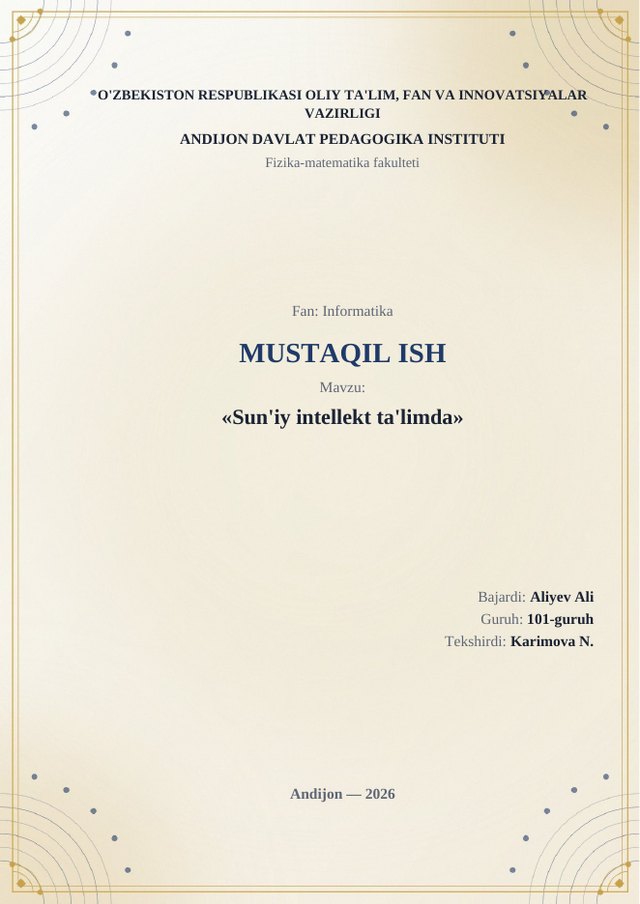 O'ZBEKISTON RESPUBLIKASI OLIY TA'LIM, FAN VA INNOVATSIYALAR
VAZIRLIGI
ANDIJON DAVLAT PEDAGOGIKA INSTITUTI
Fizika-matematika fakulteti
Fan: Informatika
MUSTAQIL ISH
Mavzu:
«Sun'iy intellekt ta'limda»
Bajardi: Aliyev Ali
Guruh: 101-guruh
Tekshirdi: Karimova N.
Andijon — 2026